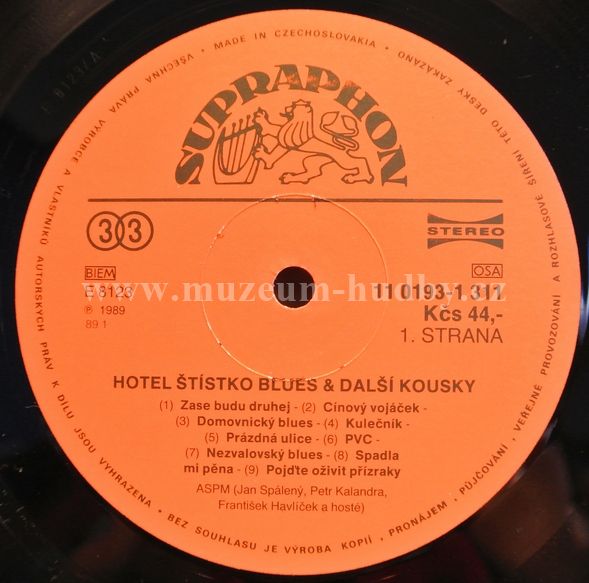 VŠECHNA PRÁVA VÝROBCE A VLASTNÍKŮ AUTORSKÝCH PRÁV K DÍLU JSOU VYHRAZENA • BEZ SOUHLASU JE VÝROBA KOPIÍ, PRONÁJEM, PŮJČOVÁNÍ, VEŘEJNÉ PROVOZOVÁNÍ A ROZHLASOVÉ ŠÍŘENÍ TÉTO DESKY ZAKÁZÁNO • MADE IN CZECHOSLOVAKIA •
SUPRAPHON
33
STEREO
BIEM
OSA
E 8126
11 0193-1 311
www.muzeum-hudby.cz
℗ 1989
Kčs 44,-
89 1
1. STRANA
HOTEL ŠTÍSTKO BLUES & DALŠÍ KOUSKY
(1) Zase budu druhej - (2) Cínový vojáček -
(3) Domovnický blues - (4) Kulečník -
(5) Prázdná ulice - (6) PVC -
(7) Nezvalovský blues - (8) Spadla
mi pěna - (9) Pojďte oživit přízraky
ASPM (Jan Spálený, Petr Kalandra,
František Havlíček a hosté)